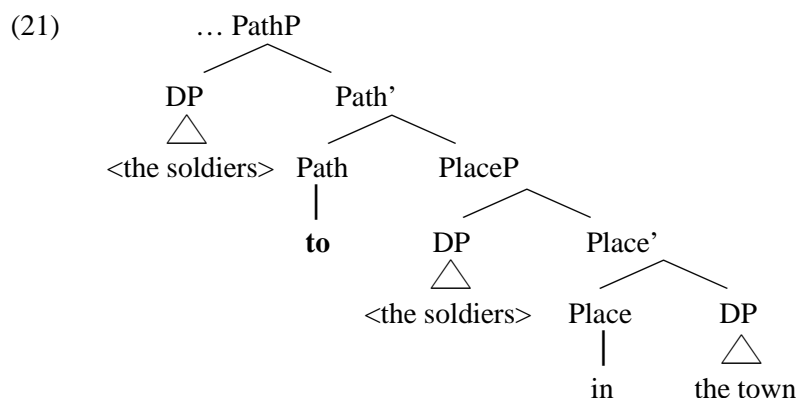 (21) … PathP
DP Path’
<the soldiers> Path PlaceP
to DP Place’
<the soldiers> Place DP
in the town